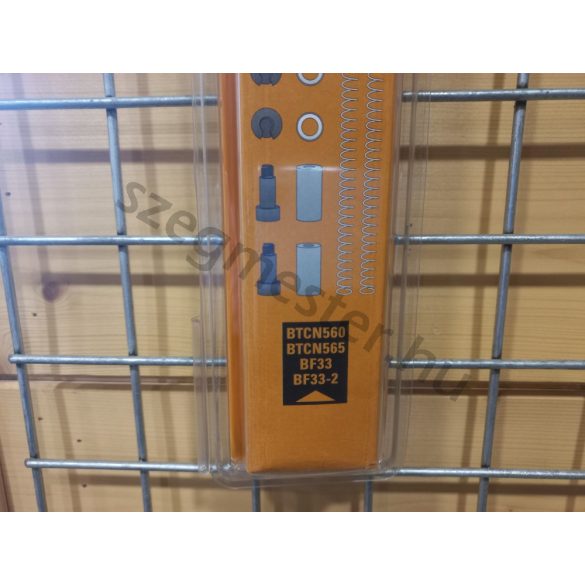 BTCN560
BTCN565
BF33
BF33-2
szegmester.hu